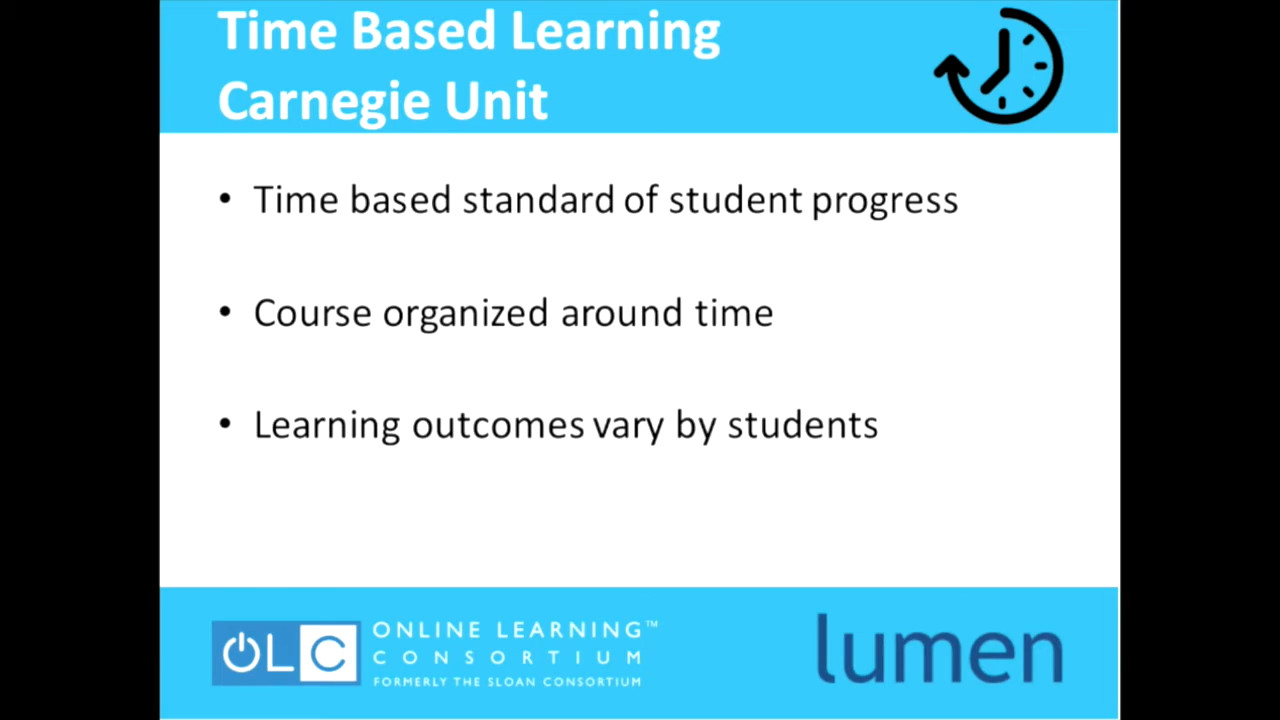 Time Based Learning
Carnegie Unit
• Time based standard of student progress
• Course organized around time
• Learning outcomes vary by students
OLC
ONLINE LEARNING™
CONSORTIUM
FORMERLY THE SLOAN CONSORTIUM
lumen